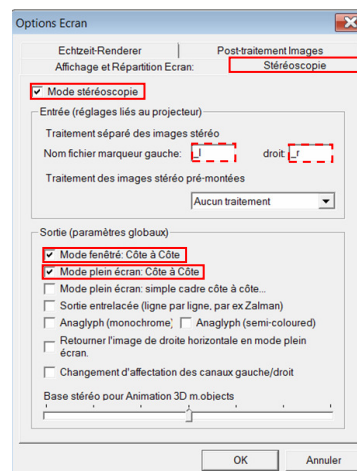 Options Ecran
Echtzeit-Renderer
Post-traitement Images
Affichage et Répartition Ecran:
Stéréoscopie
Mode stéréoscopie
Entrée (réglages liés au projecteur)
Traitement séparé des images stéréo
Nom fichier marqueur gauche: _l droit: _r
Traitement des images stéréo pré-montées
Aucun traitement
Sortie (paramètres globaux)
Mode fenêtré: Côte à Côte
Mode plein écran: Côte à Côte
Mode plein écran: simple cadre côte à côte...
Sortie entrelacée (ligne par ligne, par ex Zalman)
Anaglyph (monochrome) Anaglyph (semi-coloured)
Retourner l'image de droite horizontale en mode plein
écran.
Changement d'affectation des canaux gauche/droit
Base stéréo pour Animation 3D m.objects
OK Annuler